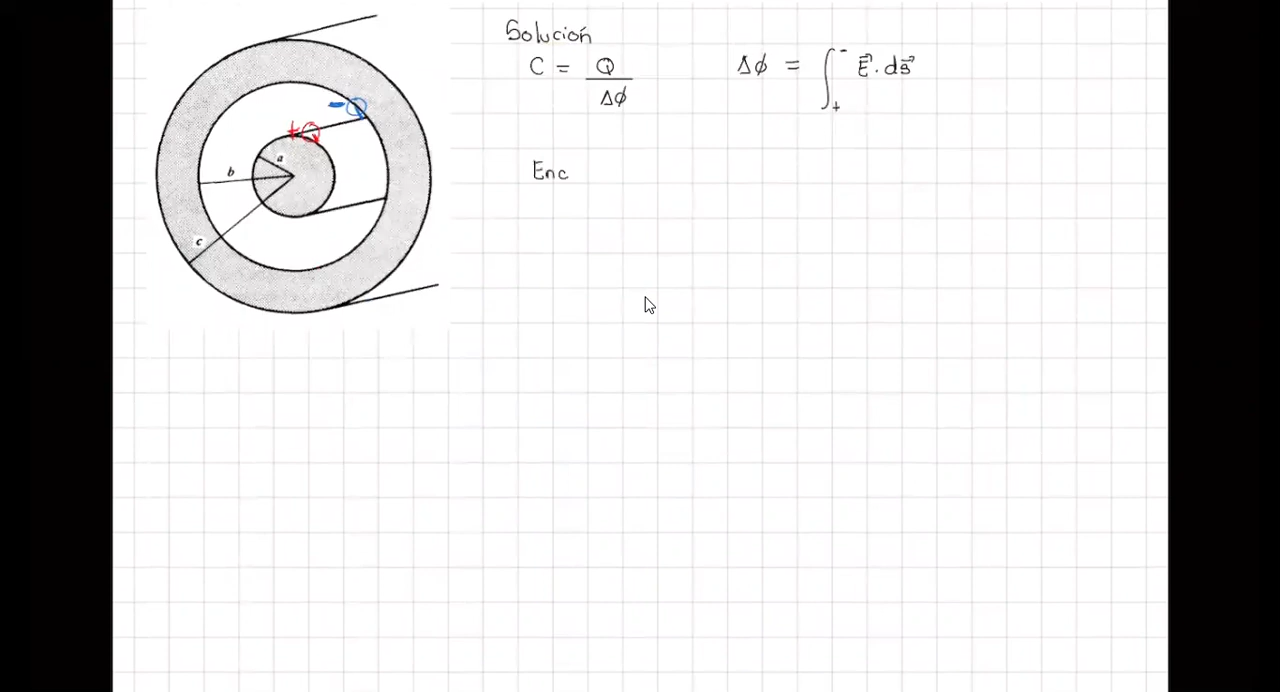 Solución
C = Q / Δϕ
Δϕ = ∫₊⁻ E⃗ . ds⃗
-Q
+Q
a
b
Enc
c